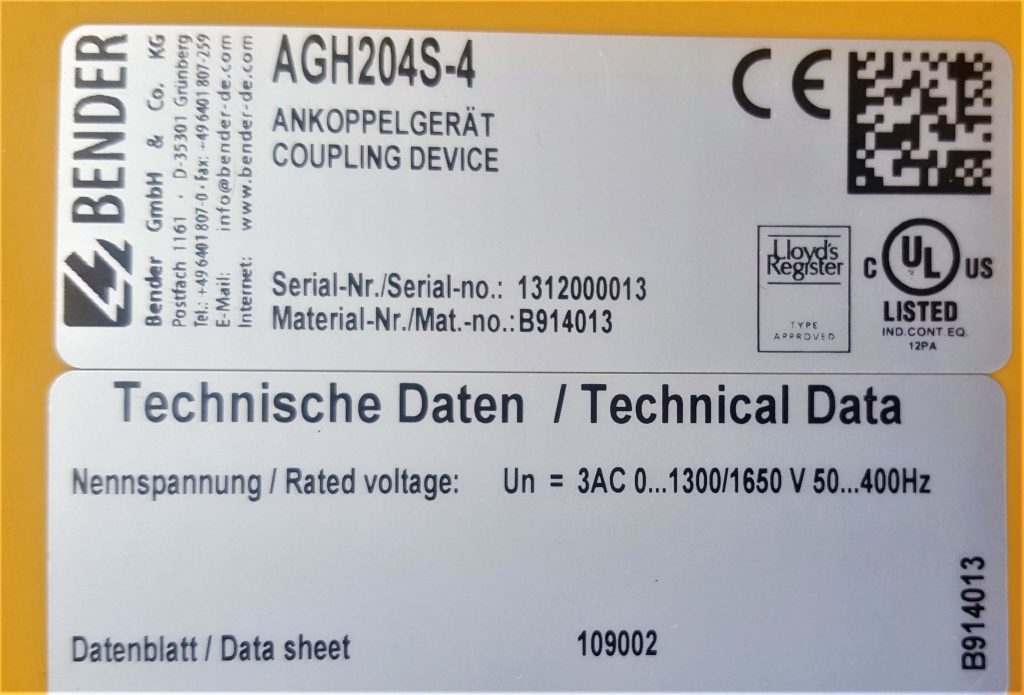 BENDER
Bender GmbH & Co. KG
Postfach 1161 · D-35301 Grünberg
Tel.: +49 6401 807-0 · Fax: +49 6401 807-259
E-Mail: info@bender-de.com
Internet: www.bender-de.com
AGH204S-4
ANKOPPELGERÄT
COUPLING DEVICE
Serial-Nr./Serial-no.: 1312000013
Material-Nr./Mat.-no.: B914013
CE
Lloyd's
Register
TYPE
APPROVED
C UL US
LISTED
IND.CONT EQ.
12PA
Technische Daten / Technical Data
Nennspannung / Rated voltage: Un = 3AC 0...1300/1650 V 50...400Hz
Datenblatt / Data sheet 109002
B914013